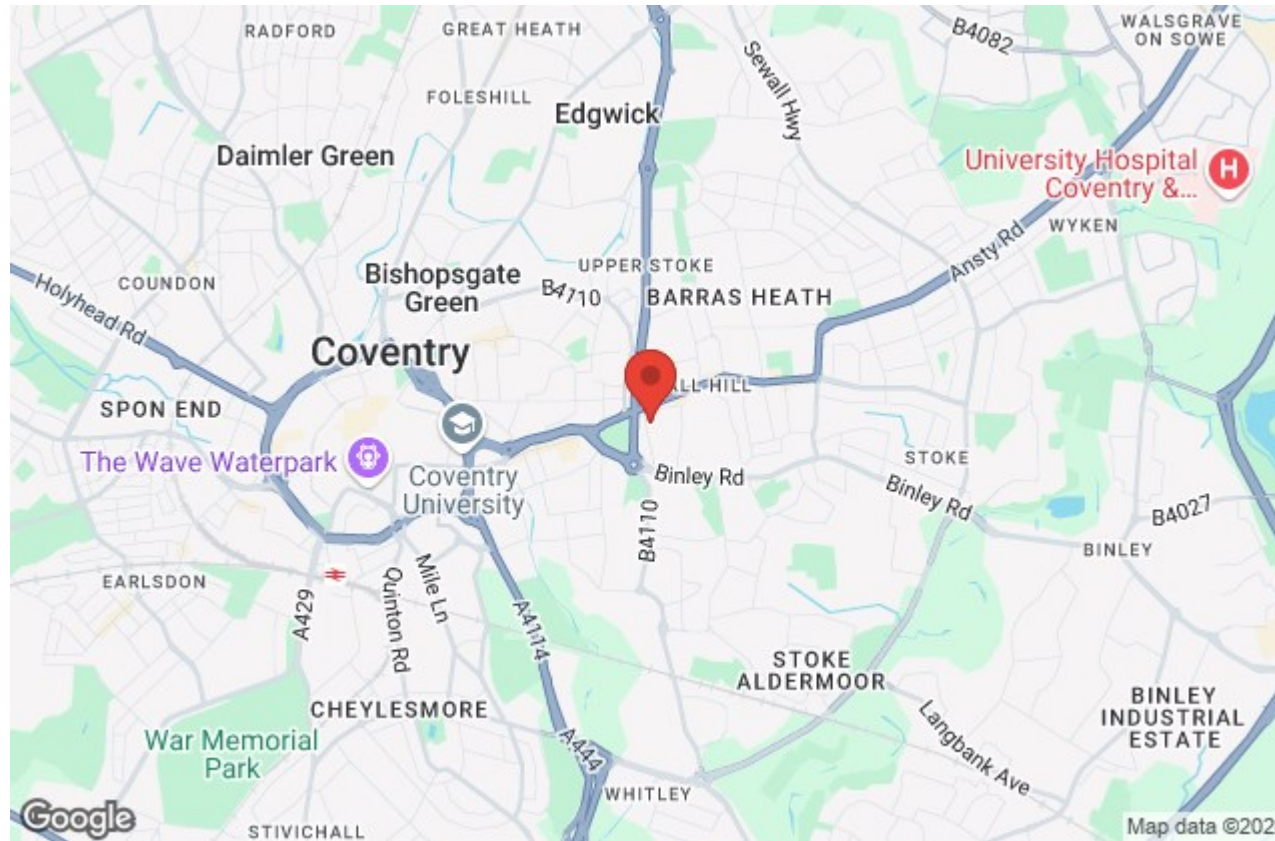 RADFORD
GREAT HEATH
B4082
WALSGRAVE
ON SOWE
Sewall Hwy
FOLESHILL
Edgwick
Daimler Green
University Hospital
Coventry &...
H
WYKEN
Ansty Rd
UPPER STOKE
COUNDON
Bishopsgate
Green
B4110
BARRAS HEATH
Holyhead Rd
Coventry
ALL HILL
SPON END
The Wave Waterpark
Coventry
University
STOKE
Binley Rd
Binley Rd
B4027
B4110
BINLEY
EARLSDON
A429
Quinton Rd
Mile Ln
A4114
STOKE
ALDERMOOR
BINLEY
INDUSTRIAL
ESTATE
CHEYLESMORE
Langbank Ave
War Memorial
Park
A444
WHITLEY
Google
STIVICHALL
Map data ©202